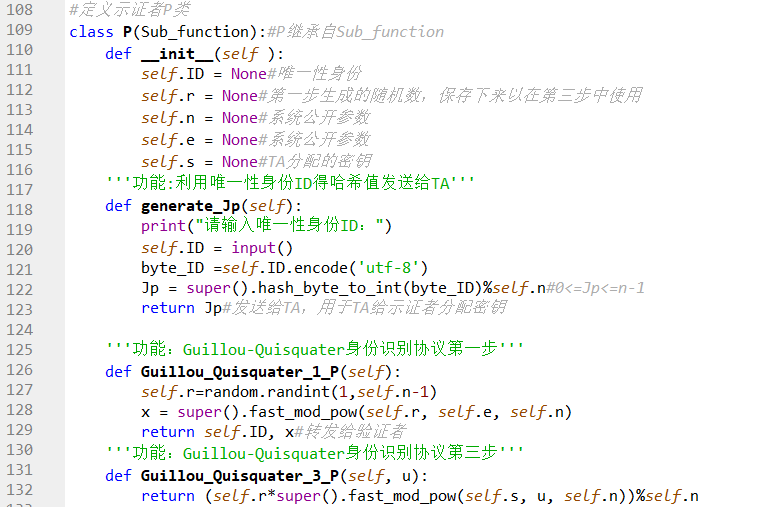 108 #定义示证者P类
109 class P(Sub_function):#P继承自Sub_function
110     def __init__(self ):
111         self.ID = None#唯一性身份
112         self.r = None#第一步生成的随机数，保存下来以在第三步中使用
113         self.n = None#系统公开参数
114         self.e = None#系统公开参数
115         self.s = None#TA分配的密钥
116     '''功能:利用唯一性身份ID得哈希值发送给TA'''
117     def generate_Jp(self):
118         print("请输入唯一性身份ID：")
119         self.ID = input()
120         byte_ID =self.ID.encode('utf-8')
121         Jp = super().hash_byte_to_int(byte_ID)%self.n#0<=Jp<=n-1
122         return Jp#发送给TA，用于TA给示证者分配密钥
123
124     '''功能：Guillou-Quisquater身份识别协议第一步'''
125     def Guillou_Quisquater_1_P(self):
126         self.r=random.randint(1,self.n-1)
127         x = super().fast_mod_pow(self.r, self.e, self.n)
128         return self.ID, x#转发给验证者
129     '''功能：Guillou-Quisquater身份识别协议第三步'''
130     def Guillou_Quisquater_3_P(self, u):
131         return (self.r*super().fast_mod_pow(self.s, u, self.n))%self.n
132